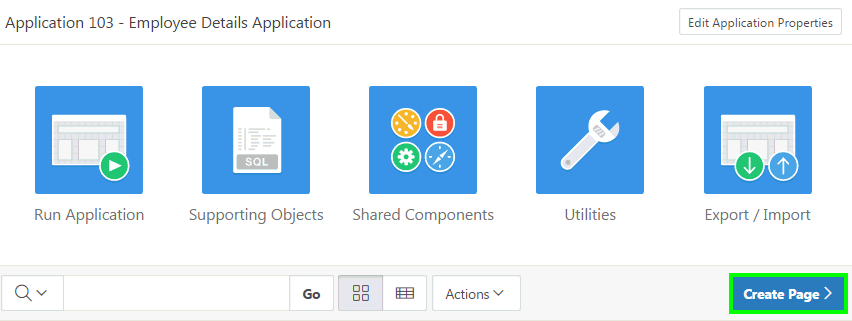 Application 103 - Employee Details Application
Edit Application Properties
SQL
Run Application
Supporting Objects
Shared Components
Utilities
Export / Import
Go
Actions
Create Page